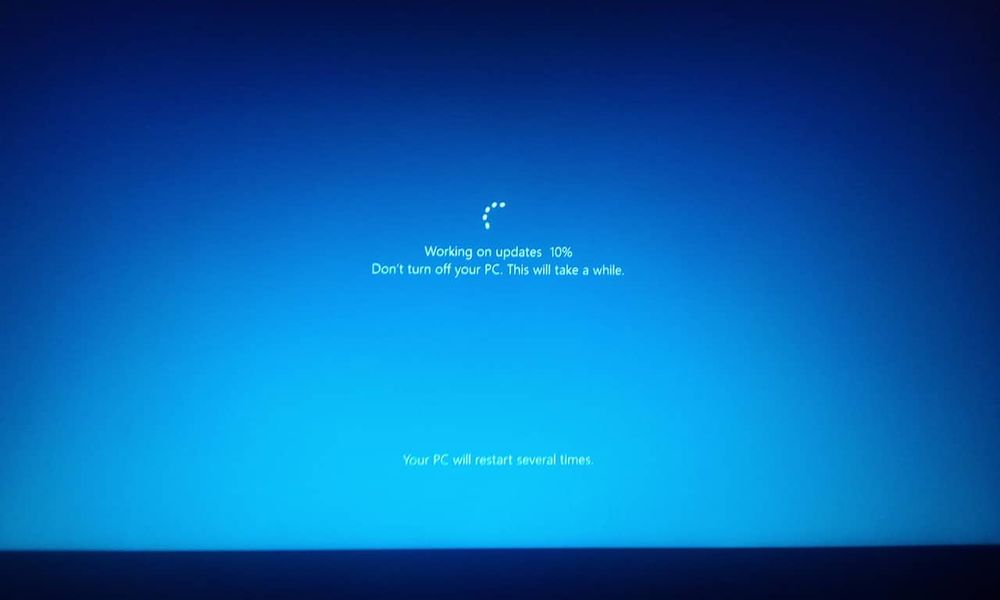 Working on updates 10%
Don't turn off your PC. This will take a while.
Your PC will restart several times.